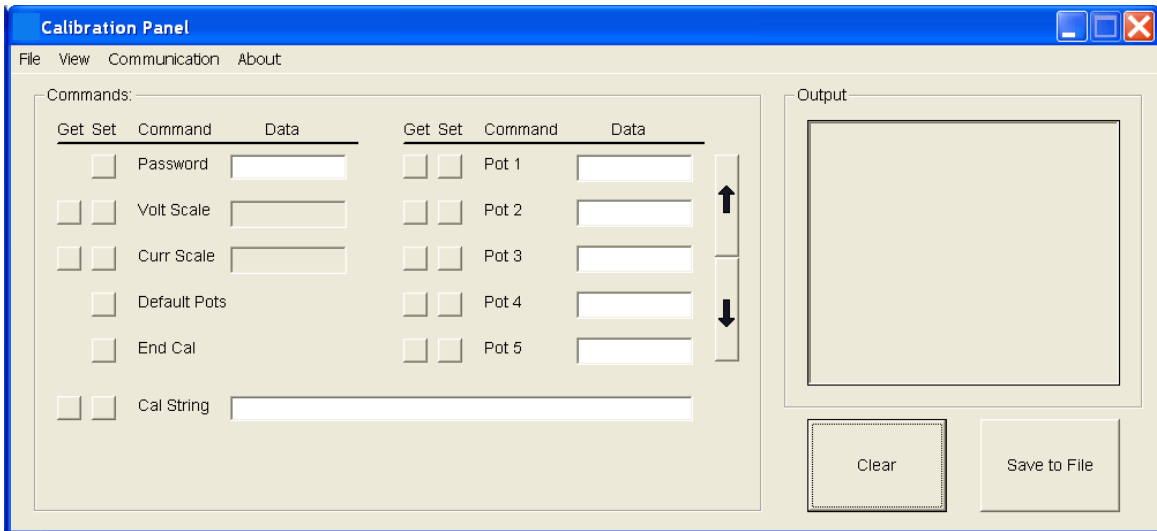 Calibration Panel
File View Communication About
Commands:
Get Set Command Data
Password
Volt Scale
Curr Scale
Default Pots
End Cal
Cal String
Get Set Command Data
Pot 1
Pot 2
Pot 3
Pot 4
Pot 5
Output
Clear
Save to File